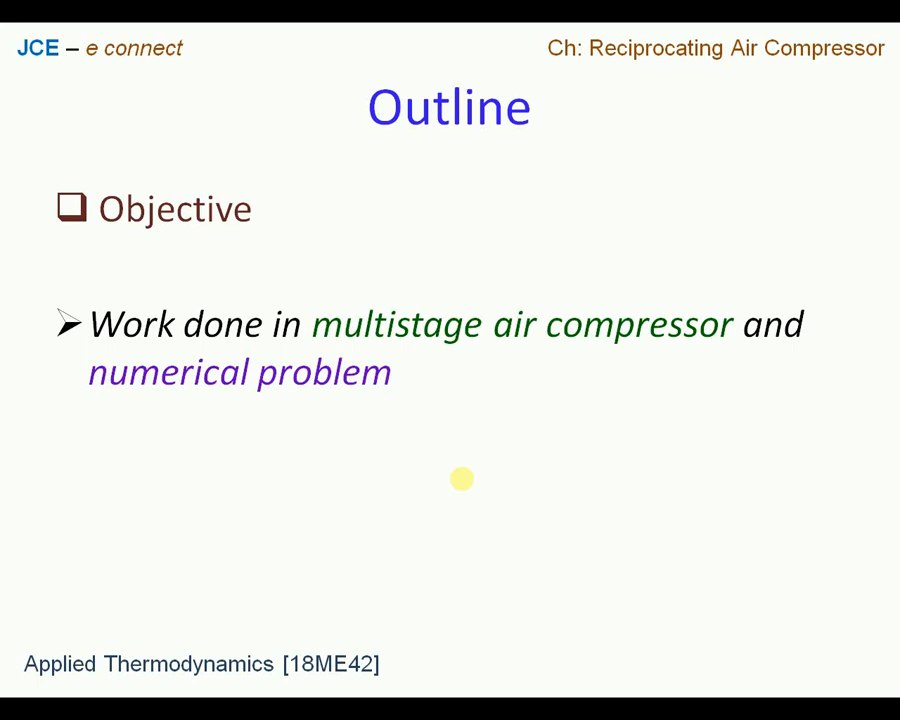 JCE – e connect
Ch: Reciprocating Air Compressor
Outline
Objective
Work done in multistage air compressor and
numerical problem
Applied Thermodynamics [18ME42]